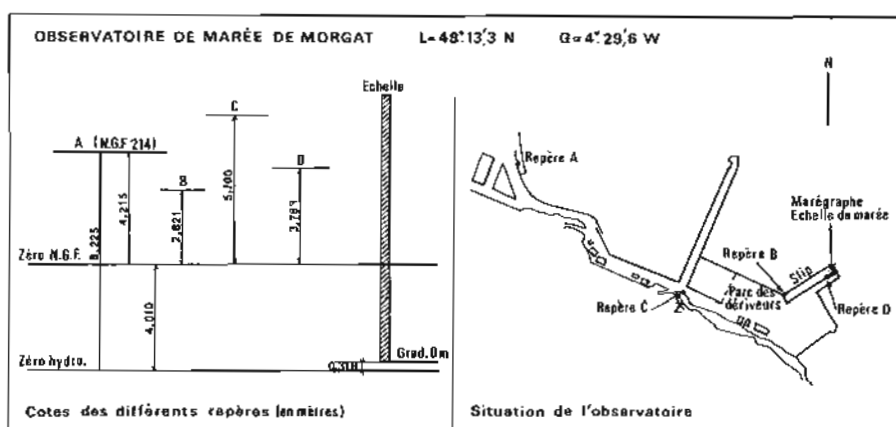 OBSERVATOIRE DE MARÉE DE MORGAT L=48°13',3 N G=4°29',6 W
Echelle
C
A (N.G.F. 214)
B
D
4,215
2,821
5,700
3,789
8,225
Zéro N.G.F.
4,010
Zéro hydro.
Grad. 0m
Cotes des différents repères (en mètres)
N
Repère A
Marégraphe
Echelle de marée
Repère B
Slip
Parc des
dériveurs
Repère C
Repère D
Situation de l'observatoire